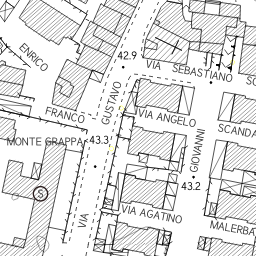 ENRICO
42.9
VIA SEBASTIANO
GUSTAVO
FRANCO
VIA ANGELO
SCANDA
GIOVANNI
MONTE GRAPPA
43.3
S
43.2
VIA AGATINO
VIA
MALERBA